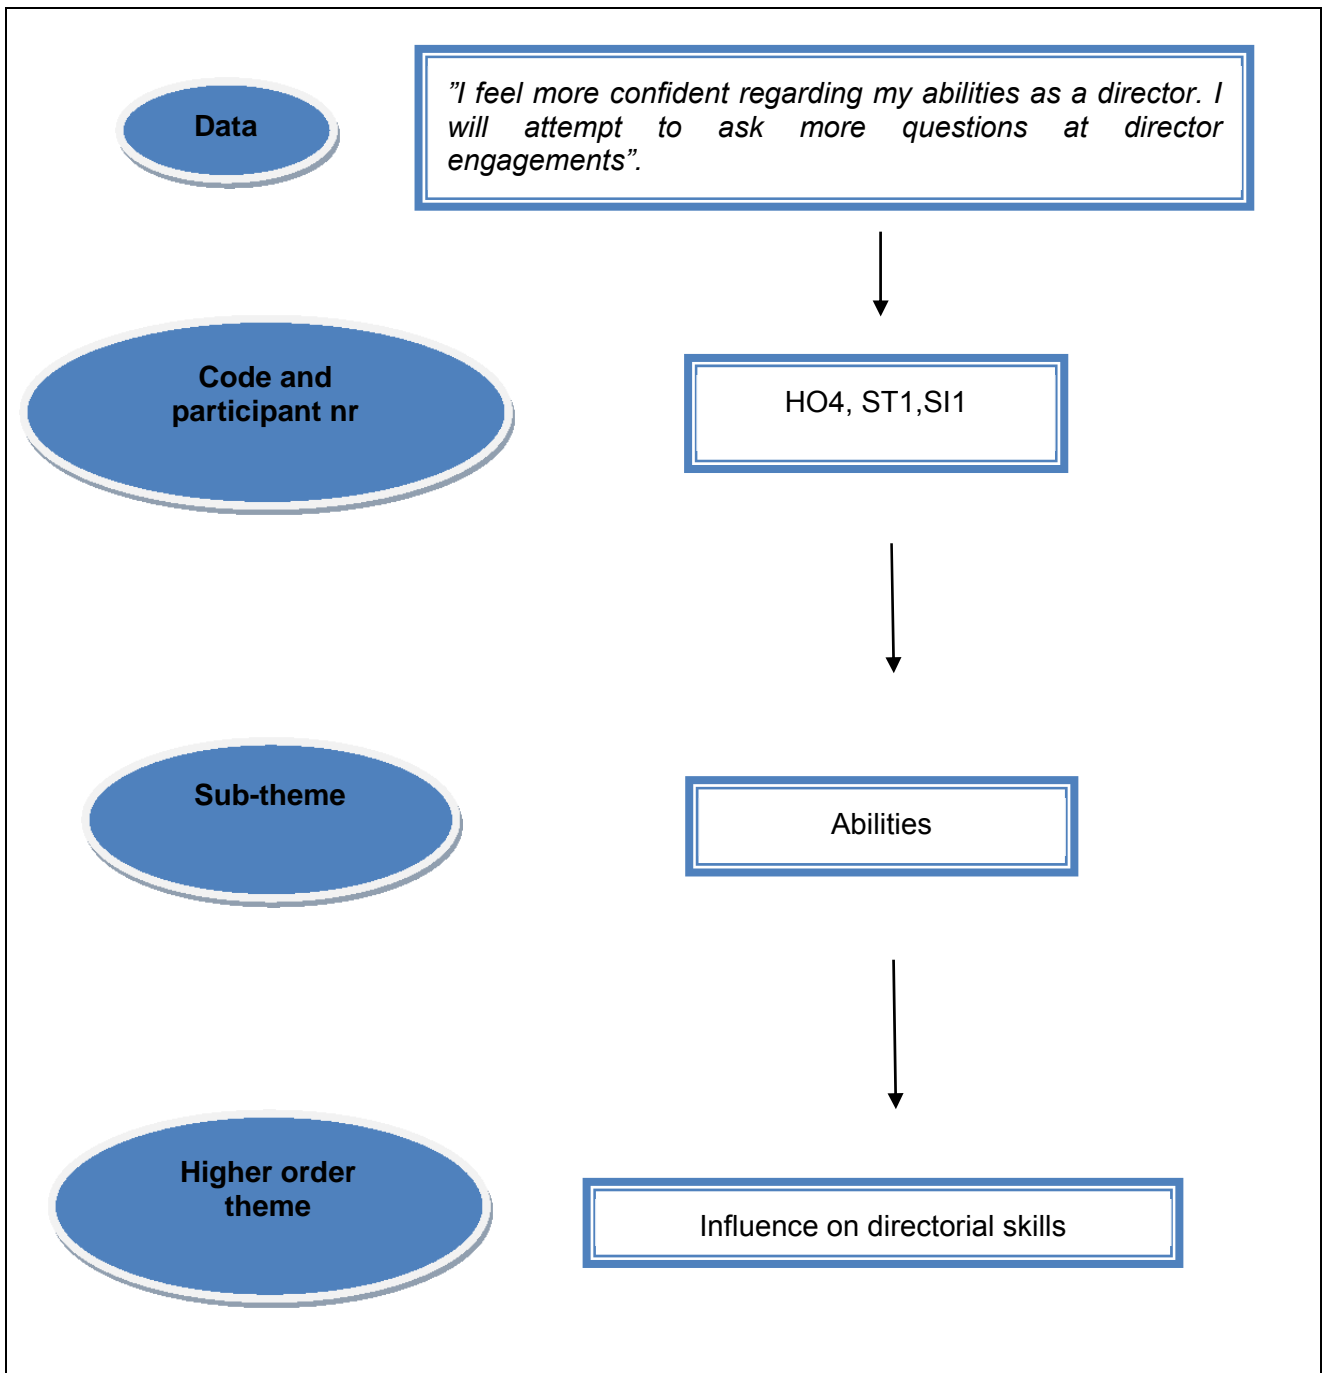 Data
”I feel more confident regarding my abilities as a director. I
will attempt to ask more questions at director
engagements”.
Code and
participant nr
HO4, ST1,SI1
Sub-theme
Abilities
Higher order
theme
Influence on directorial skills